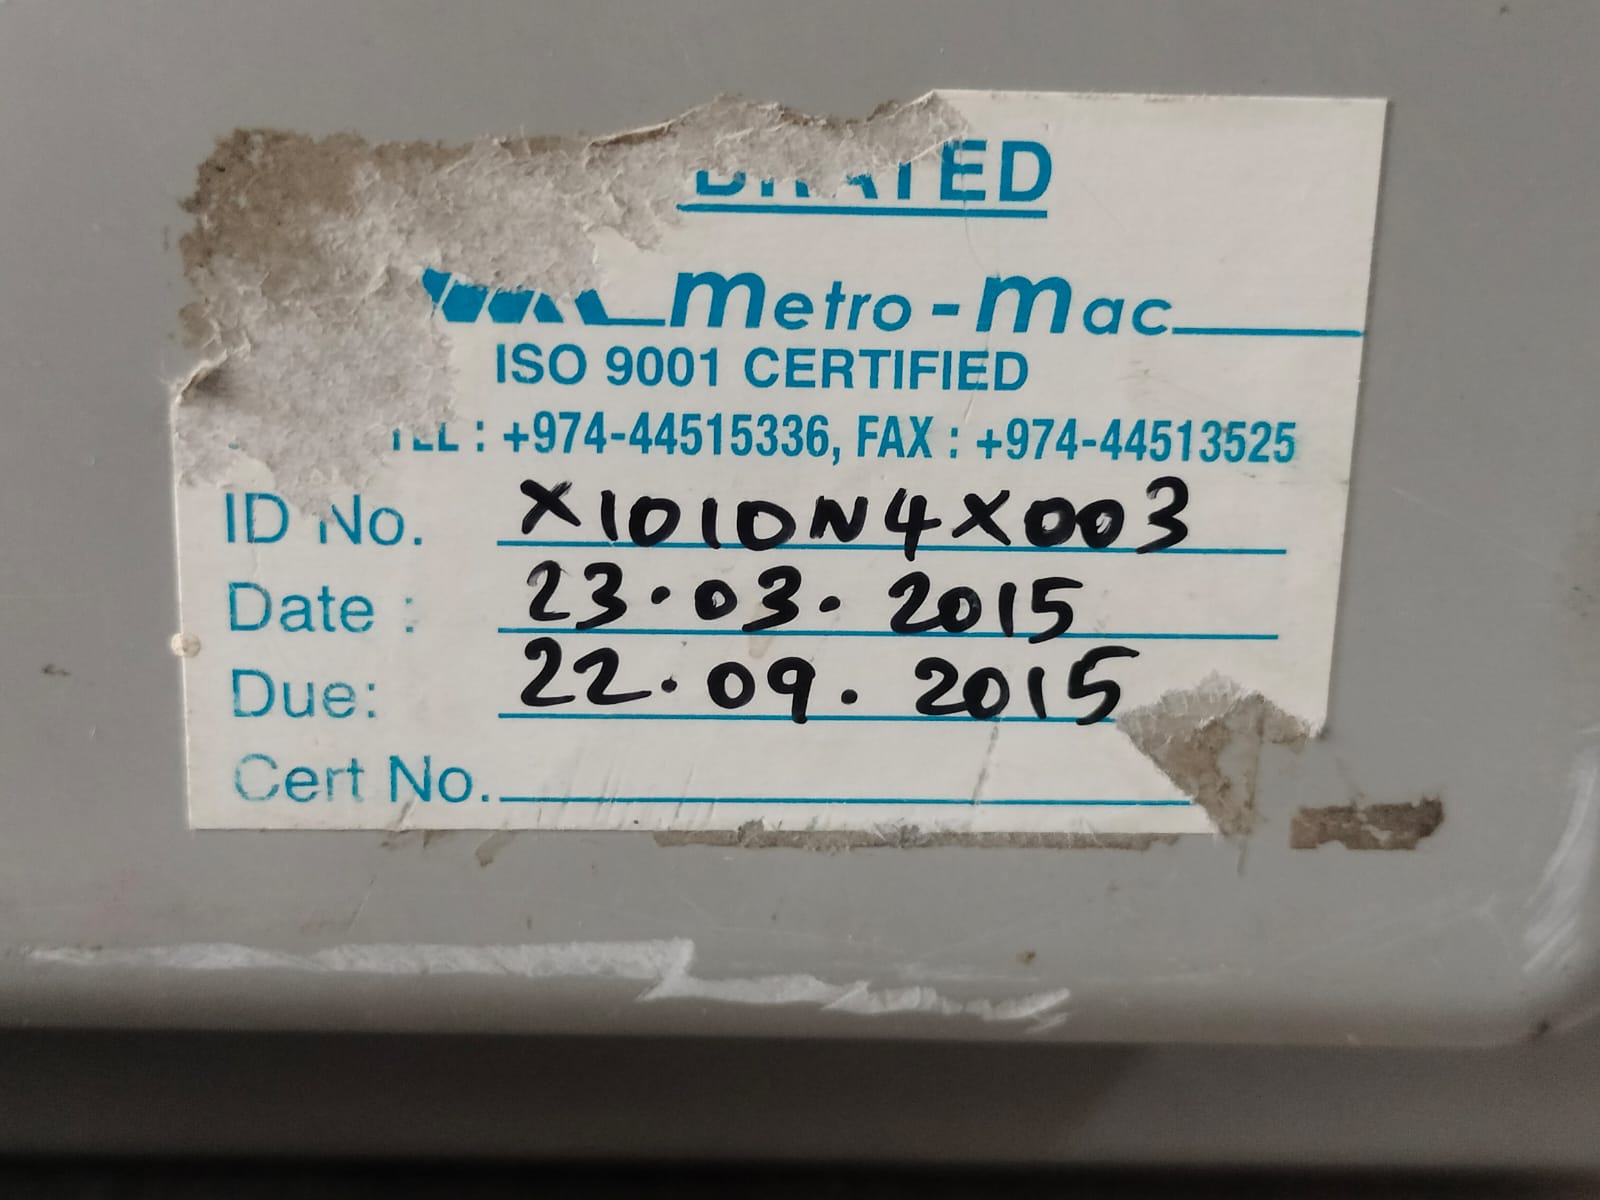 Metro-Mac
ISO 9001 CERTIFIED
TEL : +974-44515336, FAX : +974-44513525
ID No. X1010N4X003
Date : 23.03.2015
Due: 22.09.2015
Cert No.